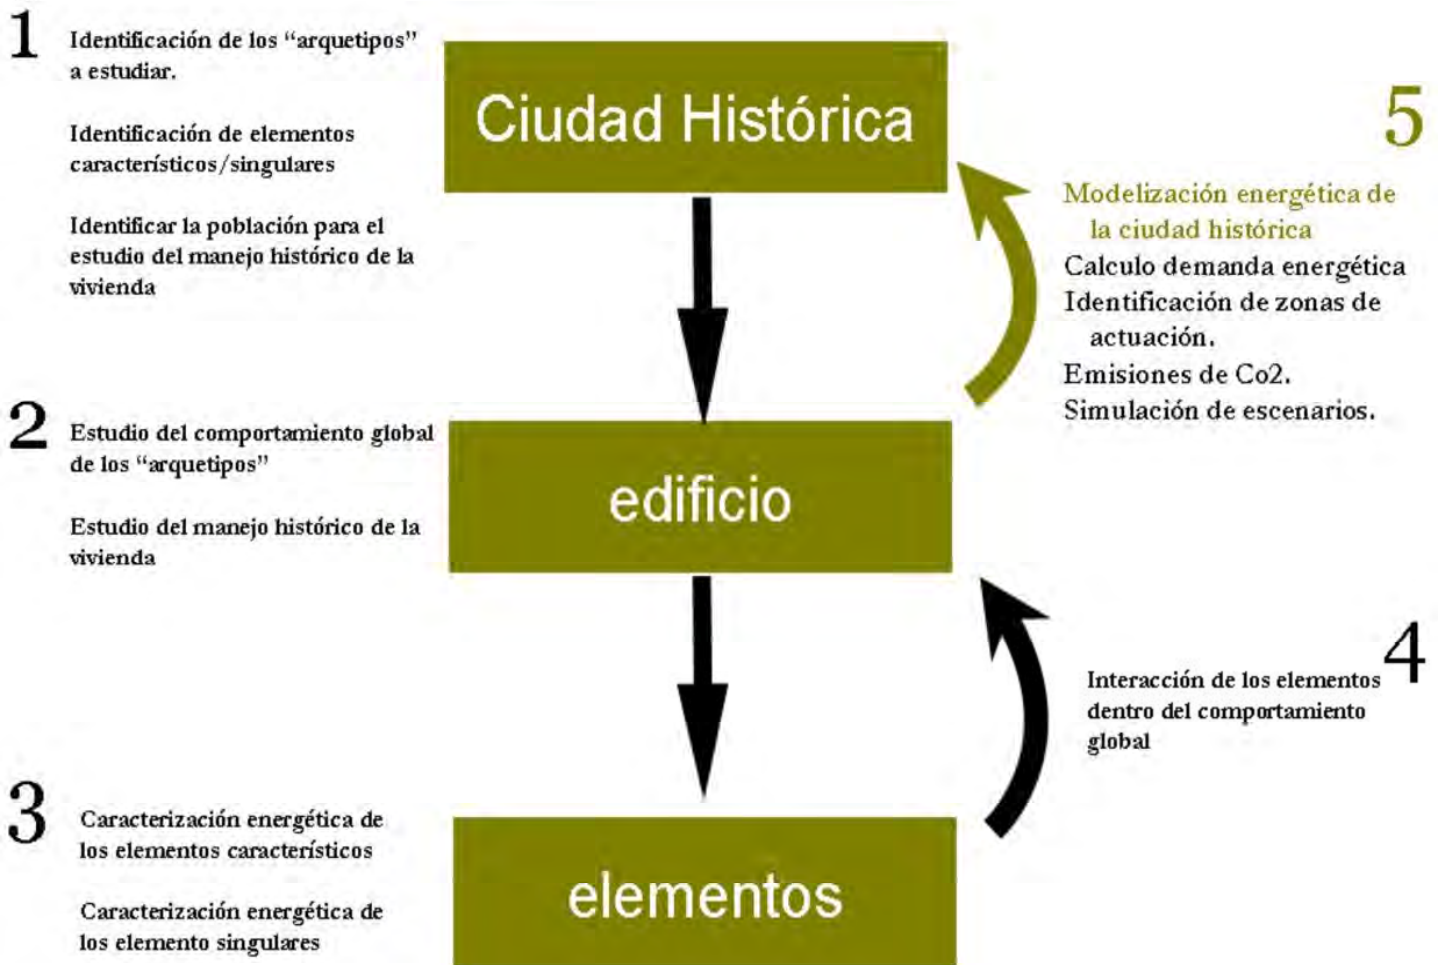 1
Identificación de los “arquetipos”
a estudiar.
Identificación de elementos
característicos/singulares
Identificar la población para el
estudio del manejo histórico de la
vivienda
Ciudad Histórica
5
Modelización energética de
la ciudad histórica
Calculo demanda energética
Identificación de zonas de
actuación.
Emisiones de Co2.
Simulación de escenarios.
2
Estudio del comportamiento global
de los “arquetipos”
Estudio del manejo histórico de la
vivienda
edificio
4
Interacción de los elementos
dentro del comportamiento
global
3
Caracterización energética de
los elementos característicos
Caracterización energética de
los elemento singulares
elementos